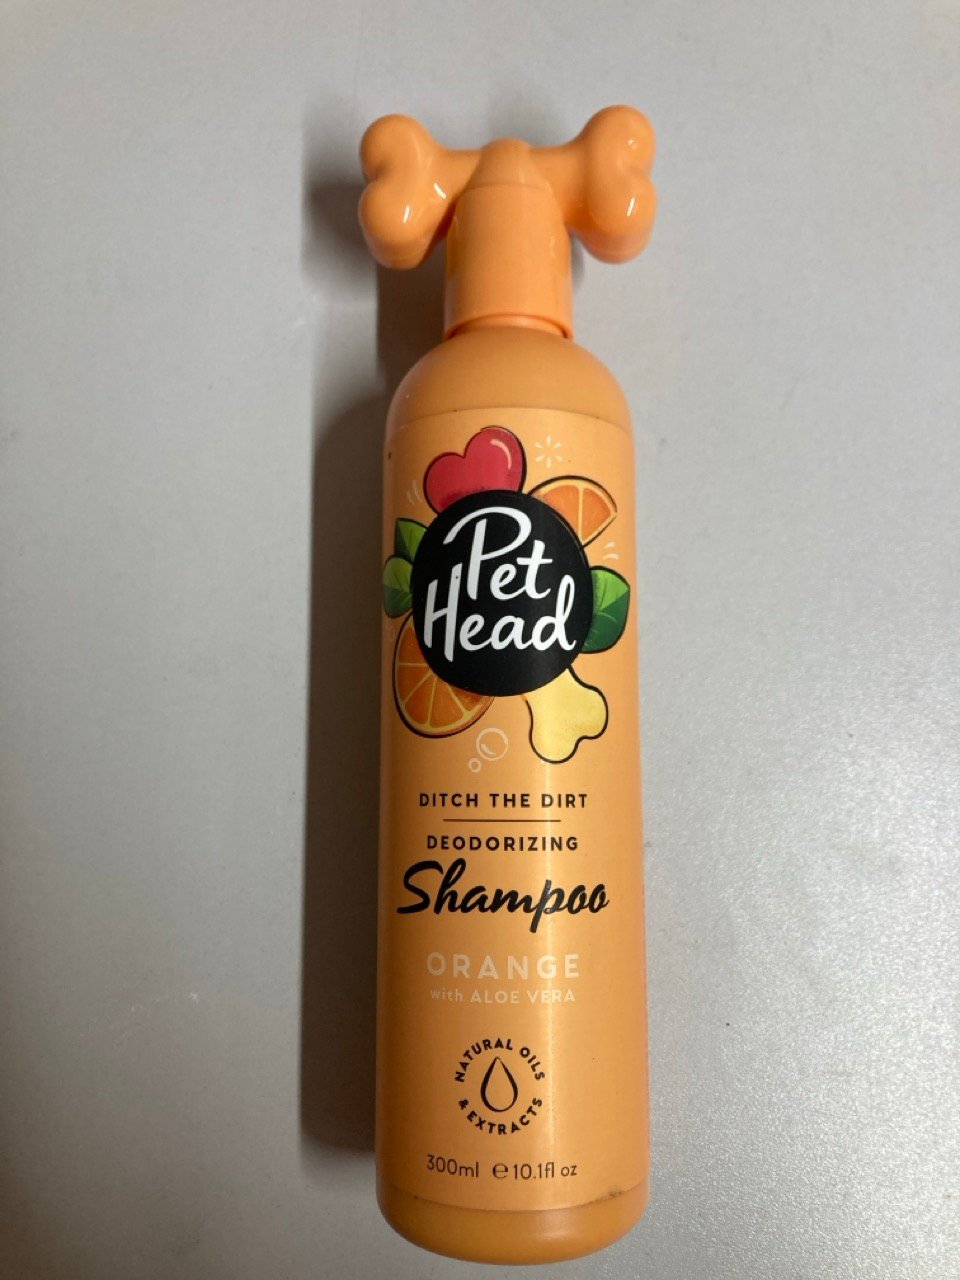 Pet
Head
DITCH THE DIRT
DEODORIZING
Shampoo
ORANGE
with ALOE VERA
NATURAL OILS
& EXTRACTS
300ml ℮ 10.1fl oz